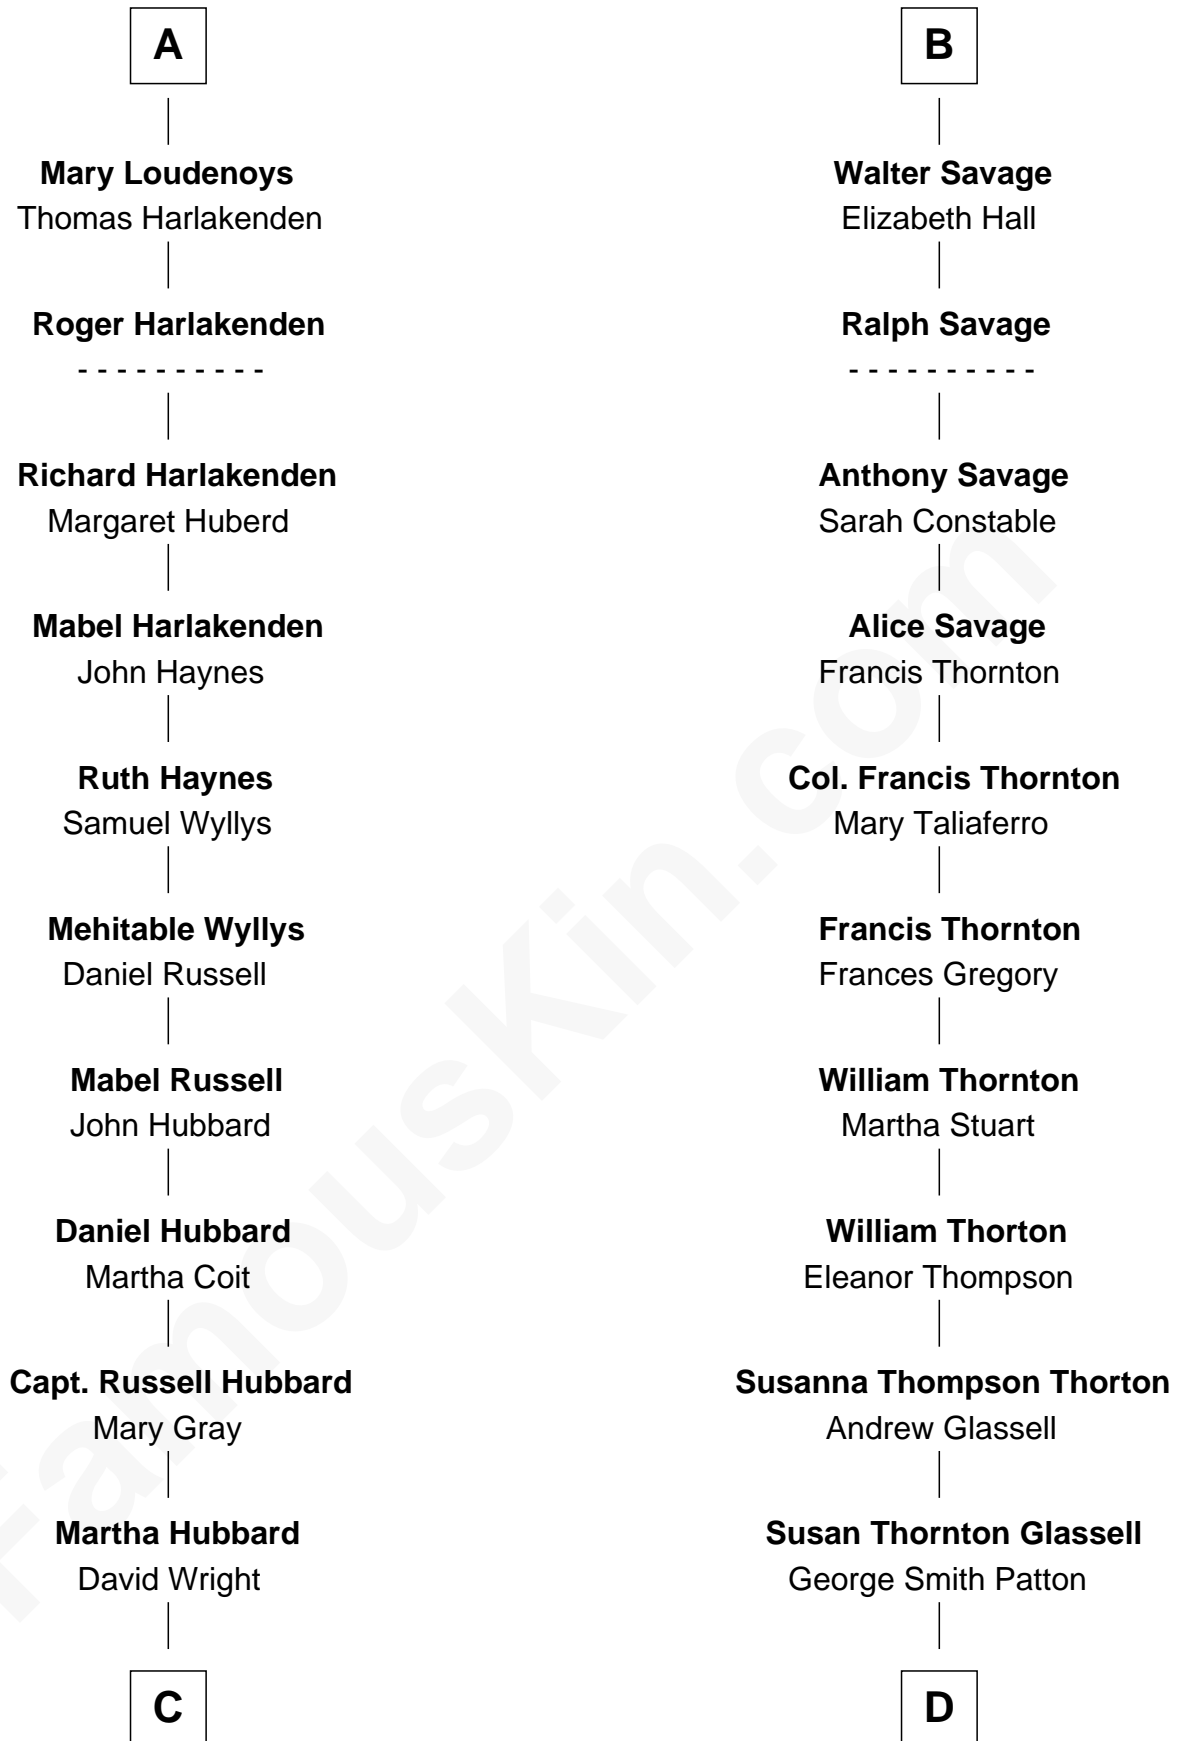 A
Mary Loudenoys
Thomas Harlakenden
Roger Harlakenden
- - - - - - - - - -
Richard Harlakenden
Margaret Huberd
Mabel Harlakenden
John Haynes
Ruth Haynes
Samuel Wyllys
Mehitable Wyllys
Daniel Russell
Mabel Russell
John Hubbard
Daniel Hubbard
Martha Coit
Capt. Russell Hubbard
Mary Gray
Martha Hubbard
David Wright
C
B
Walter Savage
Elizabeth Hall
Ralph Savage
- - - - - - - - - -
Anthony Savage
Sarah Constable
Alice Savage
Francis Thornton
Col. Francis Thornton
Mary Taliaferro
Francis Thornton
Frances Gregory
William Thornton
Martha Stuart
William Thorton
Eleanor Thompson
Susanna Thompson Thorton
Andrew Glassell
Susan Thornton Glassell
George Smith Patton
D
FamousKin.com